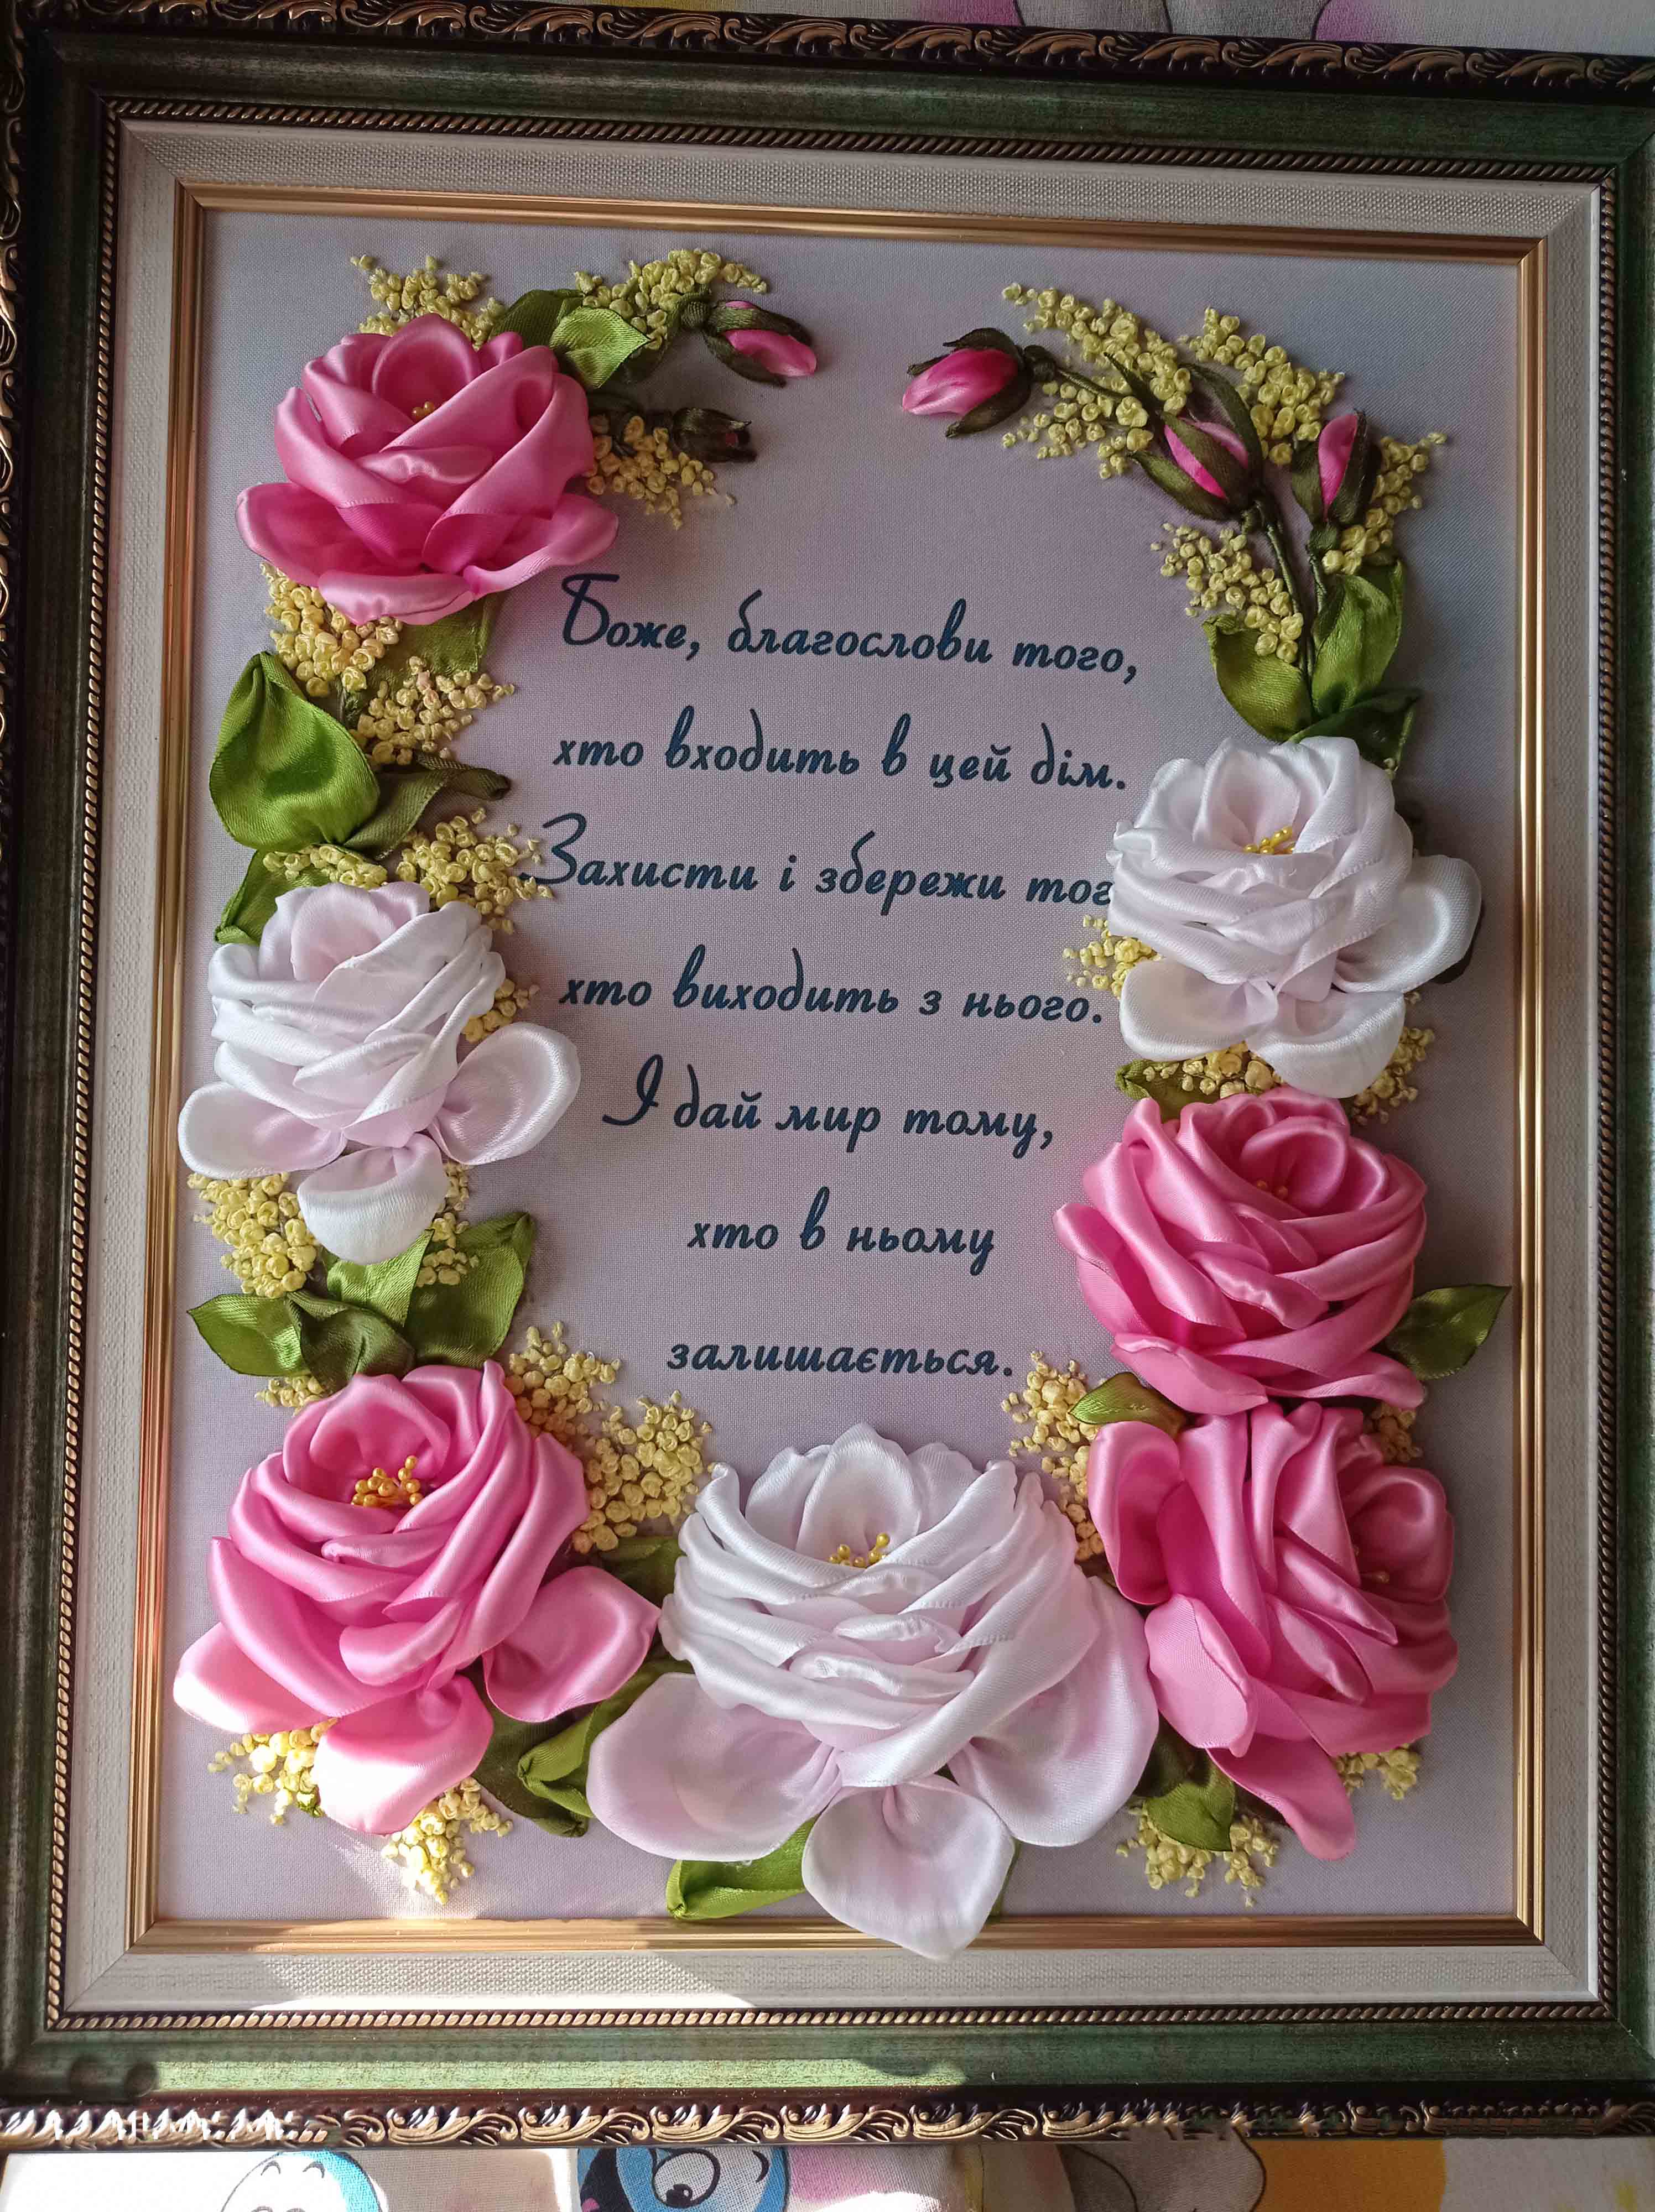 Боже, благослови того,
хто входить в цей дім.
Захисти і збережи тог
хто виходить з нього.
І дай мир тому,
хто в ньому
залишається.